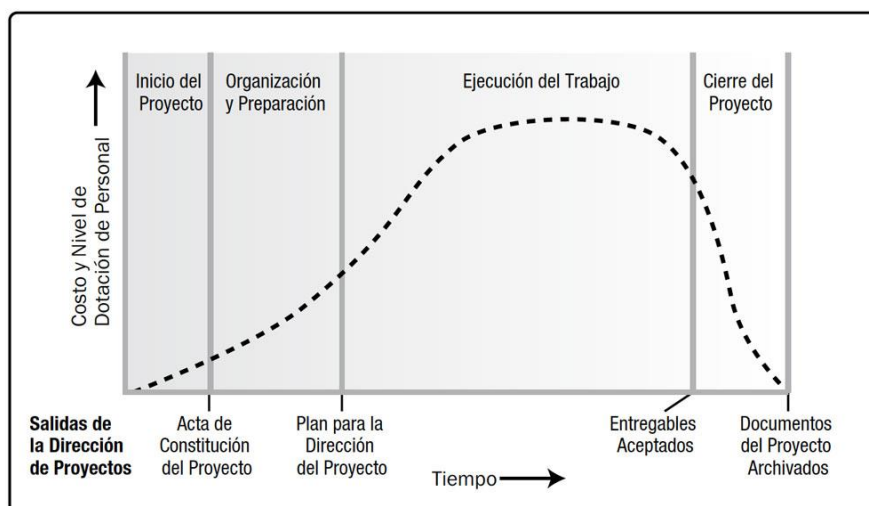 Inicio del
Proyecto
Organización
y Preparación
Ejecución del Trabajo
Cierre del
Proyecto
Costo y Nivel de
Dotación de Personal
Salidas de
la Dirección
de Proyectos
Acta de
Constitución
del Proyecto
Plan para la
Dirección
del Proyecto
Entregables
Aceptados
Documentos
del Proyecto
Archivados
Tiempo